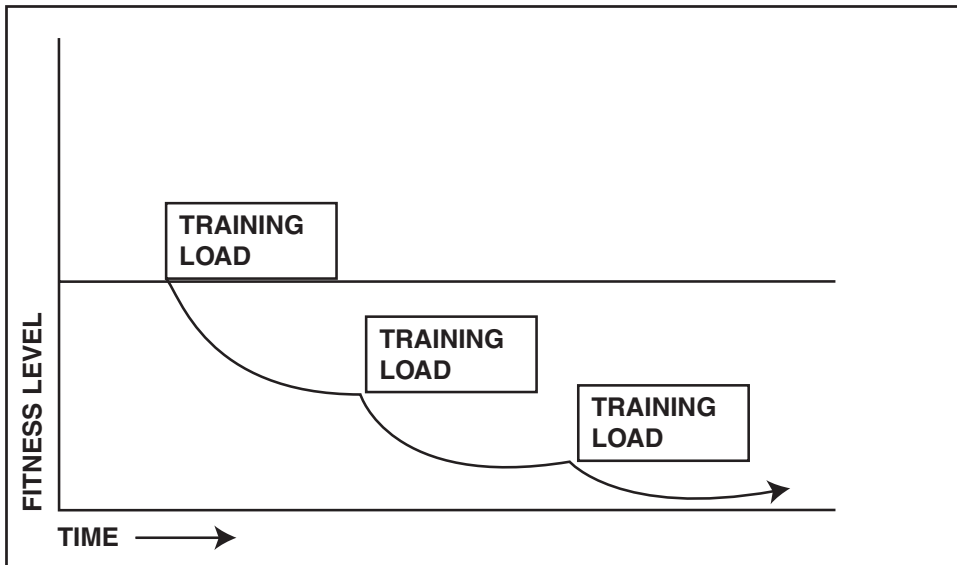 TRAINING
LOAD
TRAINING
LOAD
TRAINING
LOAD
FITNESS LEVEL
TIME